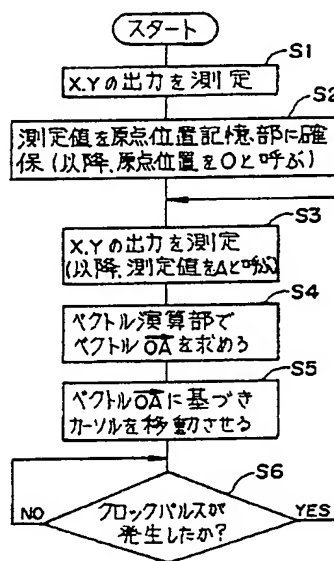 スタート
S1
X,Yの出力を測定
S2
測定値を原点位置記憶部に確
保(以降、原点位置をOと呼ぶ)
S3
X,Yの出力を測定
(以降、測定値をAと呼ぶ)
S4
ベクトル演算部で
ベクトルOAを求める
S5
ベクトルOAに基づき
カーソルを移動させる
S6
NO
クロックパルスが
発生したか?
YES